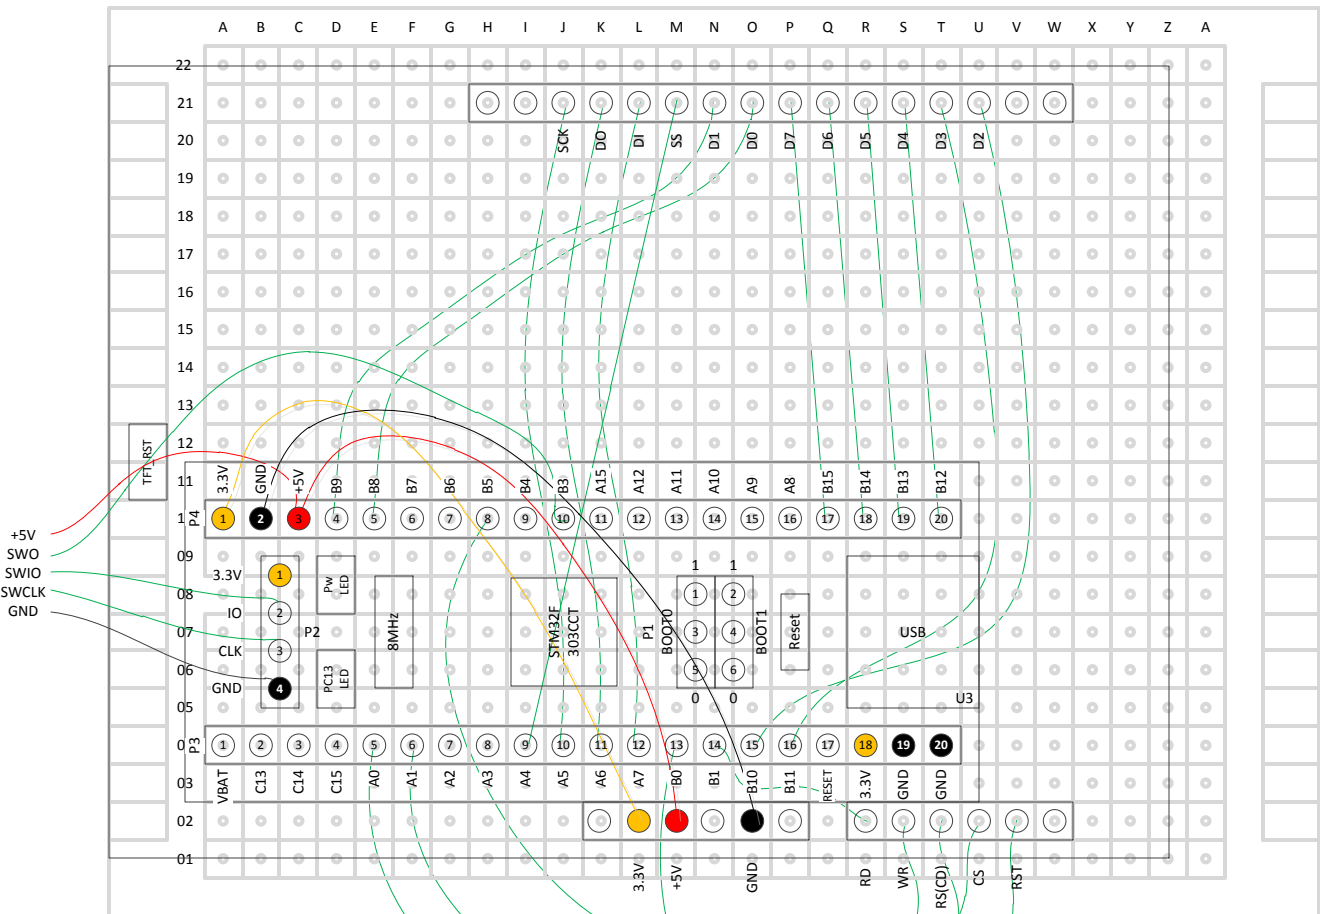 A B C D E F G H I J K L M N O P Q R S T U V W X Y Z A
22
21
20 SCK DO DI SS D1 D0 D7 D6 D5 D4 D3 D2
19
18
17
16
15
14
13
12
TFT_RST
11 3.3V GND +5V B9 B8 B7 B6 B5 B4 B3 A15 A12 A11 A10 A9 A8 B15 B14 B13 B12
10 P4 1 2 3 4 5 6 7 8 9 10 11 12 13 14 15 16 17 18 19 20
+5V
SWO
SWIO
SWCLK
GND
09
08
07
06
05
3.3V 1
IO 2
CLK 3
GND 4
P2
Pw
LED
PC13
LED
8MHz
STM32F
303CCT
P1
BOOT0
1 1
1 2
3 4
5 6
0 0
BOOT1
Reset
USB
U3
04 P3 1 2 3 4 5 6 7 8 9 10 11 12 13 14 15 16 17 18 19 20
03 VBAT C13 C14 C15 A0 A1 A2 A3 A4 A5 A6 A7 B0 B1 B10 B11 RESET 3.3V GND GND
02
01
3.3V +5V GND RD WR RS(CD) CS RST